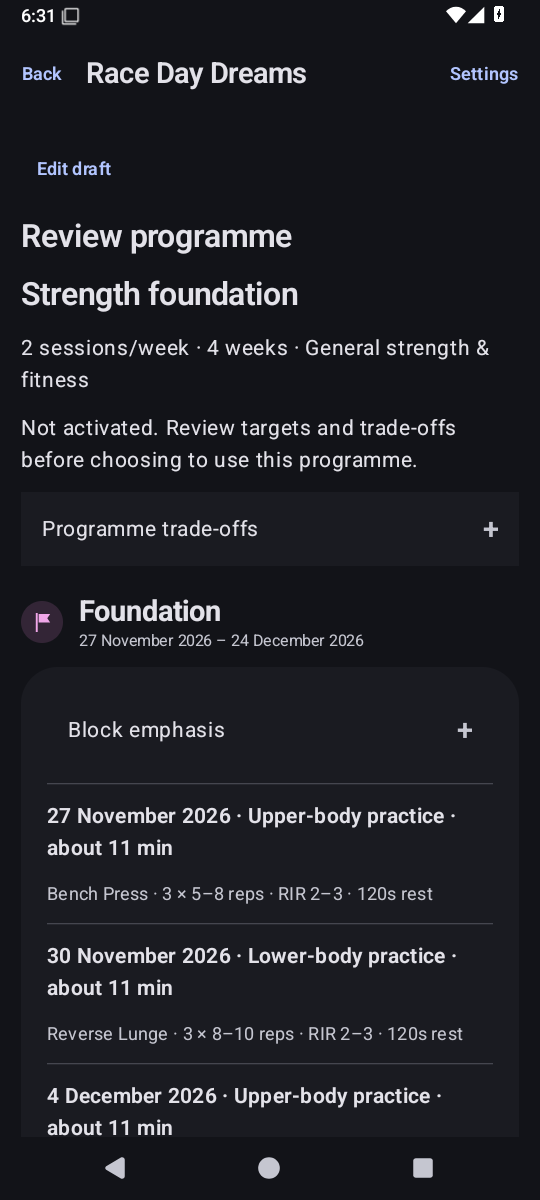 6:31
Back Race Day Dreams Settings
Edit draft
Review programme
Strength foundation
2 sessions/week · 4 weeks · General strength &
fitness
Not activated. Review targets and trade-offs
before choosing to use this programme.
Programme trade-offs +
Foundation
27 November 2026 – 24 December 2026
Block emphasis +
27 November 2026 · Upper-body practice ·
about 11 min
Bench Press · 3 × 5–8 reps · RIR 2–3 · 120s rest
30 November 2026 · Lower-body practice ·
about 11 min
Reverse Lunge · 3 × 8–10 reps · RIR 2–3 · 120s rest
4 December 2026 · Upper-body practice ·
about 11 min